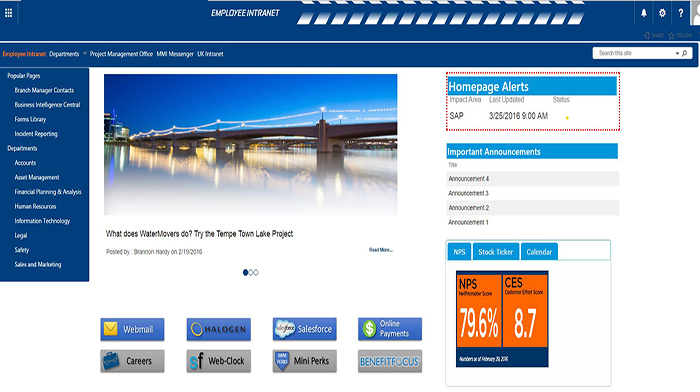 EMPLOYEE INTRANET
SHARE FOLLOW
Employee Intranet Departments Project Management Office MMI Messenger UK Intranet
Search this site
Popular Pages
Branch Manager Contacts
Business Intelligence Central
Forms Library
Incident Reporting
Departments
Accounts
Asset Management
Financial Planning & Analysis
Human Resources
Information Technology
Legal
Safety
Sales and Marketing
What does WaterMovers do? Try the Tempe Town Lake Project
Posted by : Brannon Hardy on 2/19/2016
Read More...
Webmail
HALOGEN
salesforce
Salesforce
Online
Payments
Careers
sf
Web-Clock
MINI
PERKS
Mini Perks
BENEFITFOCUS
Homepage Alerts
Impact Area Last Updated Status
SAP 3/25/2016 9:00 AM
Important Announcements
Title
Announcement 4
Announcement 3
Announcement 2
Announcement 1
NPS Stock Ticker Calendar
NPS
NetPromoter Score
79.6%
CES
Customer Effort Score
8.7
Numbers as of February 29, 2016